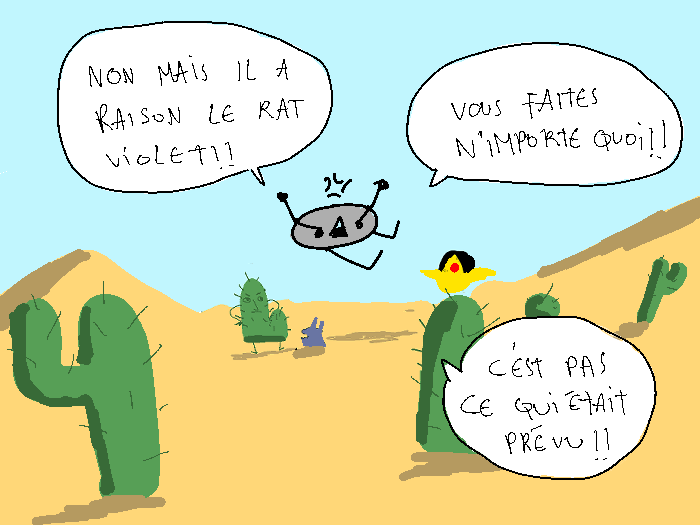 NON MAIS IL A
RAISON LE RAT
VIOLET!!
VOUS FAITES
N'IMPORTE QUOI!!
C'EST PAS
CE QUI ÉTAIT
PRÉVU!!